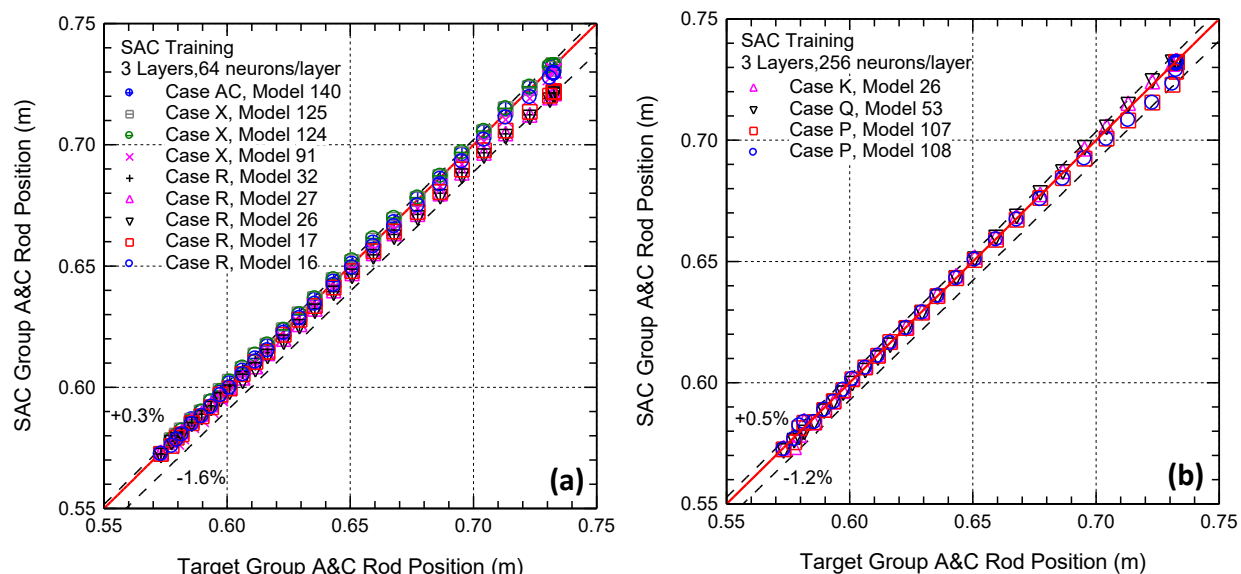 SAC Group A&C Rod Position (m)
0.75
0.70
0.65
0.60
0.55
SAC Training
3 Layers,64 neurons/layer
Case AC, Model 140
Case X, Model 125
Case X, Model 124
Case X, Model 91
Case R, Model 32
Case R, Model 27
Case R, Model 26
Case R, Model 17
Case R, Model 16
+0.3%
-1.6%
(a)
0.55 0.60 0.65 0.70 0.75
Target Group A&C Rod Position (m)
SAC Group A&C Rod Position (m)
0.75
0.70
0.65
0.60
0.55
SAC Training
3 Layers,256 neurons/layer
Case K, Model 26
Case Q, Model 53
Case P, Model 107
Case P, Model 108
+0.5%
-1.2%
(b)
0.55 0.60 0.65 0.70 0.75
Target Group A&C Rod Position (m)